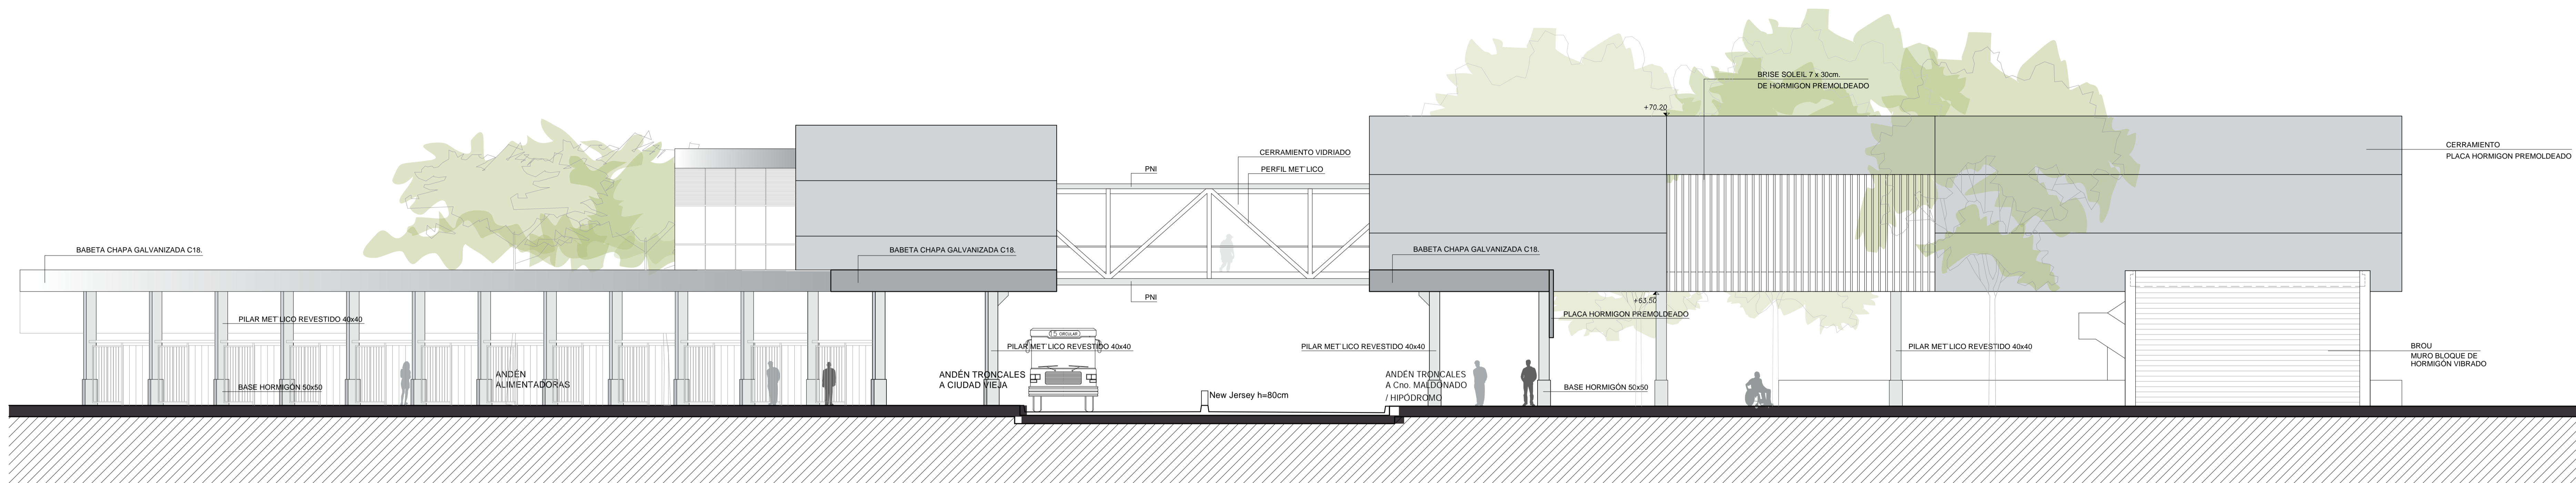 BRISE SOLEIL 7 x 30cm.
DE HORMIGON PREMOLDEADO
+70.20
CERRAMIENTO
PLACA HORMIGON PREMOLDEADO
CERRAMIENTO VIDRIADO
PERFIL MET´LICO
PNI
BABETA CHAPA GALVANIZADA C18.
BABETA CHAPA GALVANIZADA C18.
BABETA CHAPA GALVANIZADA C18.
PNI
+63.50
PLACA HORMIGON PREMOLDEADO
PILAR MET´LICO REVESTIDO 40x40
15 CIRCULAR
PILAR MET´LICO REVESTIDO 40x40
PILAR MET´LICO REVESTIDO 40x40
PILAR MET´LICO REVESTIDO 40x40
BROU
MURO BLOQUE DE
HORMIGÓN VIBRADO
ANDÉN
ALIMENTADORAS
ANDÉN TRONCALES
A CIUDAD VIEJA
ANDÉN TRONCALES
A Cno. MALDONADO
/ HIPÓDROMO
BASE HORMIGÓN 50x50
BASE HORMIGÓN 50x50
New Jersey h=80cm